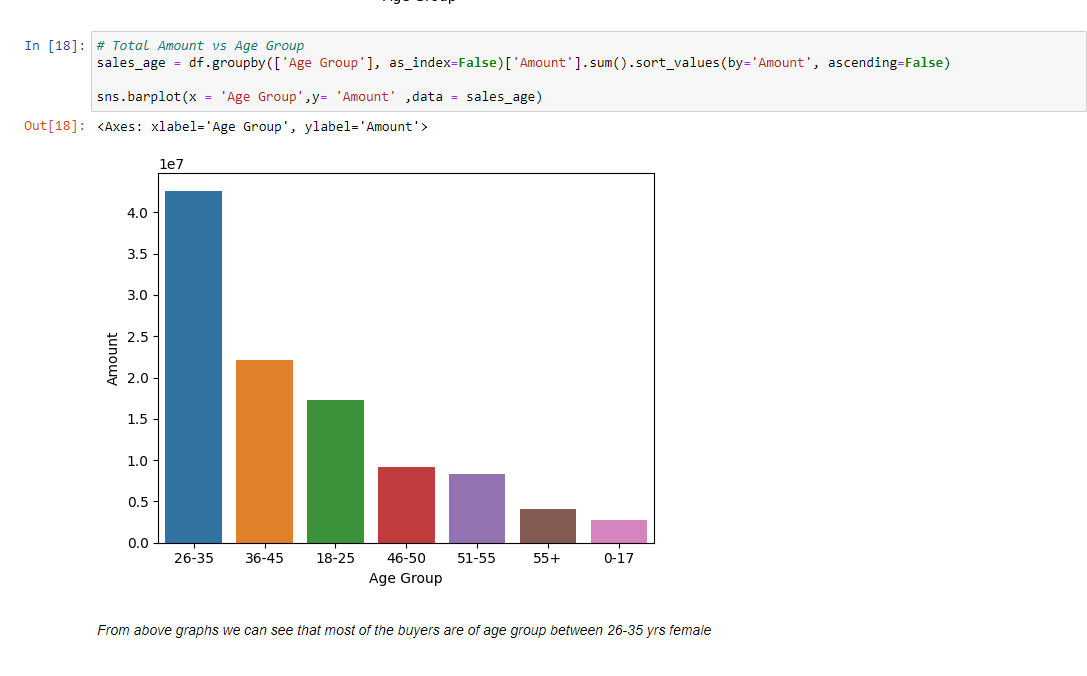 Age Group
In [18]: # Total Amount vs Age Group
sales_age = df.groupby(['Age Group'], as_index=False)['Amount'].sum().sort_values(by='Amount', ascending=False)
sns.barplot(x = 'Age Group',y= 'Amount' ,data = sales_age)
Out[18]: <Axes: xlabel='Age Group', ylabel='Amount'>
1e7
4.0
3.5
3.0
2.5
2.0
1.5
1.0
0.5
0.0
Amount
26-35 36-45 18-25 46-50 51-55 55+ 0-17
Age Group
From above graphs we can see that most of the buyers are of age group between 26-35 yrs female